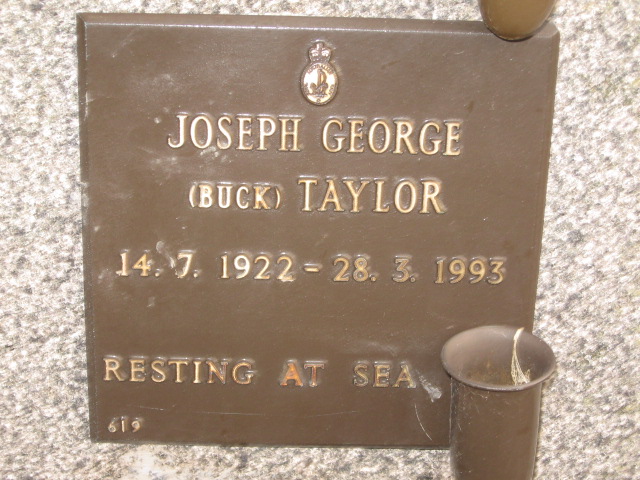 JOSEPH GEORGE
(BUCK) TAYLOR
14. 7. 1922 - 28. 3. 1993
RESTING AT SEA
619